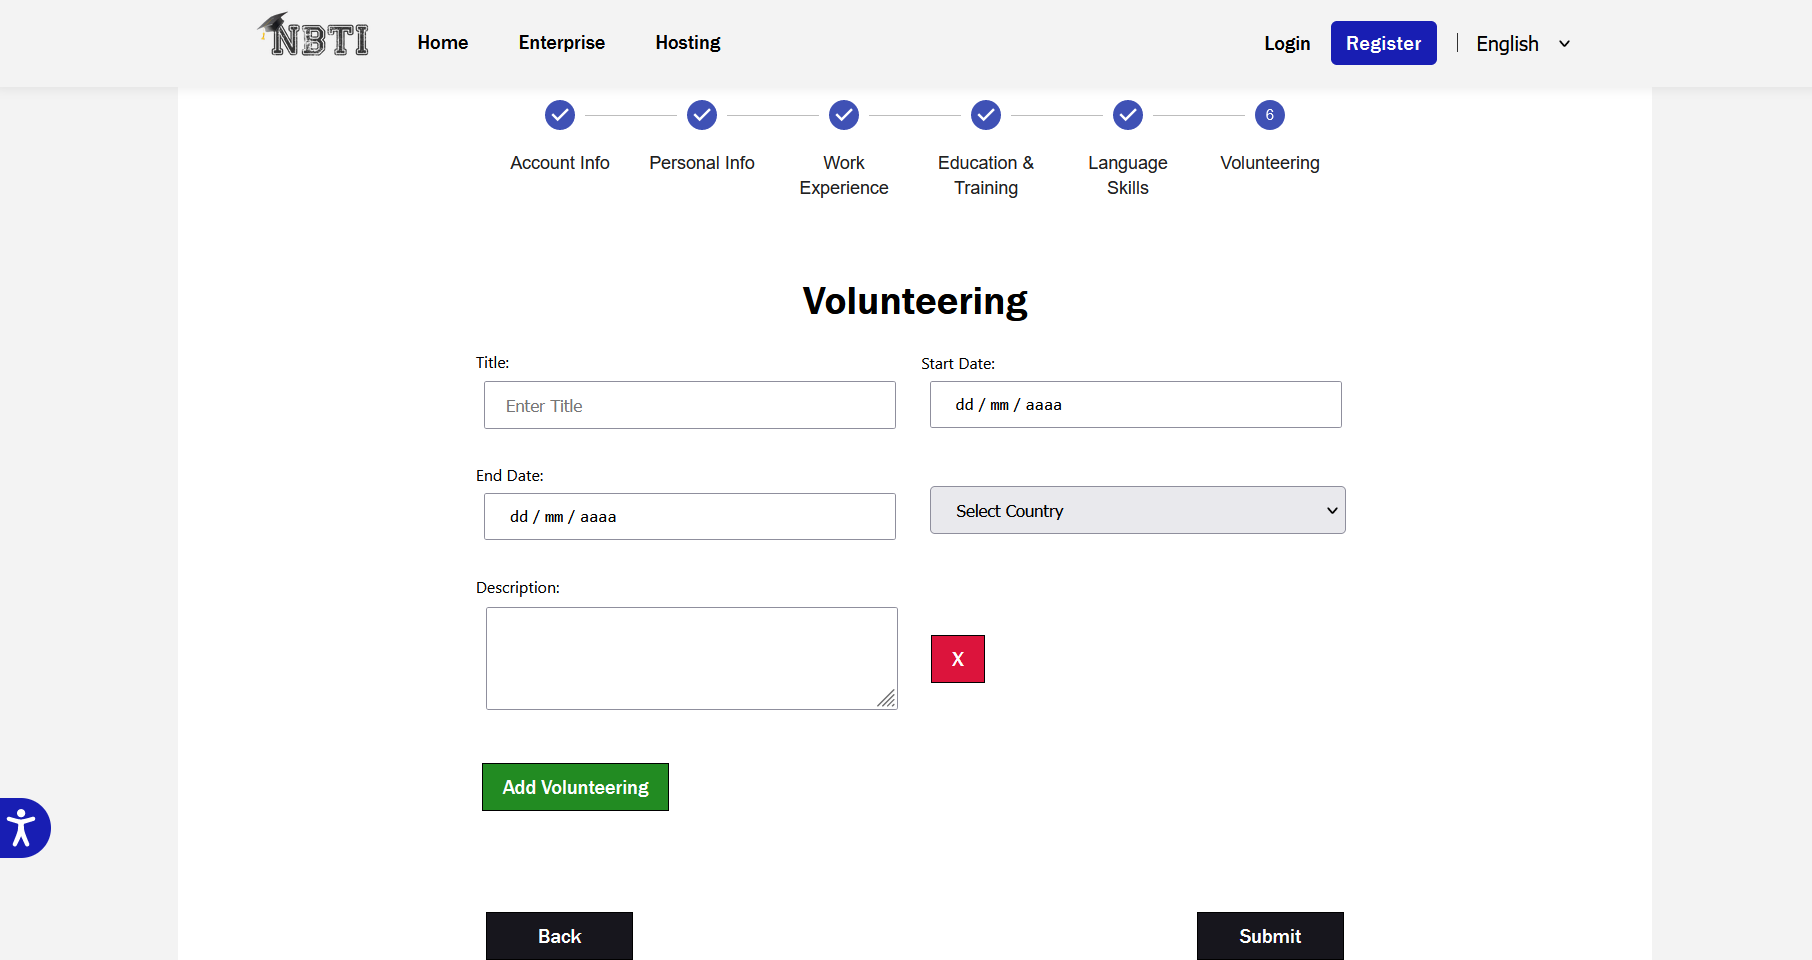 NBTI
Home
Enterprise
Hosting
Login
Register
English
6
Account Info
Personal Info
Work
Experience
Education &
Training
Language
Skills
Volunteering
Volunteering
Title:
Enter Title
Start Date:
dd / mm / aaaa
End Date:
dd / mm / aaaa
Select Country
Description:
X
Add Volunteering
Back
Submit